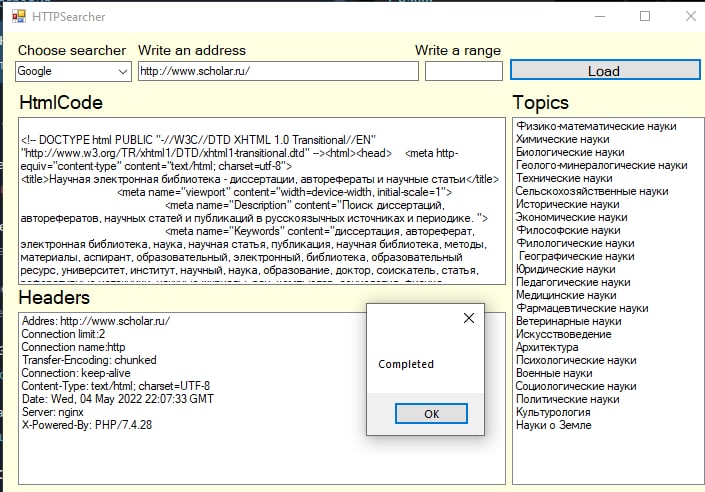 HTTPSearcher
Choose searcher
Write an address
Write a range
Google
http://www.scholar.ru/
Load
HtmlCode
<!-- DOCTYPE html PUBLIC "-//W3C//DTD XHTML 1.0 Transitional//EN"
"http://www.w3.org/TR/xhtml1/DTD/xhtml1-transitional.dtd" --><html><head> <meta http-
equiv="content-type" content="text/html; charset=utf-8">
<title>Научная электронная библиотека - диссертации, авторефераты и научные статьи</title>
<meta name="viewport" content="width=device-width, initial-scale=1">
<meta name="Description" content="Поиск диссертаций,
авторефератов, научных статей и публикаций в русскоязычных источниках и периодике. ">
<meta name="Keywords" content="диссертация, автореферат,
электронная библиотека, наука, научная статья, публикация, научная библиотека, методы,
материалы, аспирант, образовательный, электронный, библиотека, образовательный
ресурс, университет, институт, научный, наука, образование, доктор, соискатель, статья,
Topics
Физико-математические науки
Химические науки
Биологические науки
Геолого-минералогические науки
Технические науки
Сельскохозяйственные науки
Исторические науки
Экономические науки
Философские науки
Филологические науки
Географические науки
Юридические науки
Педагогические науки
Медицинские науки
Фармацевтические науки
Ветеринарные науки
Искусствоведение
Архитектура
Психологические науки
Военные науки
Социологические науки
Политические науки
Культурология
Науки о Земле
Headers
Addres: http://www.scholar.ru/
Connection limit:2
Connection name:http
Transfer-Encoding: chunked
Connection: keep-alive
Content-Type: text/html; charset=UTF-8
Date: Wed, 04 May 2022 22:07:33 GMT
Server: nginx
X-Powered-By: PHP/7.4.28
Completed
OK